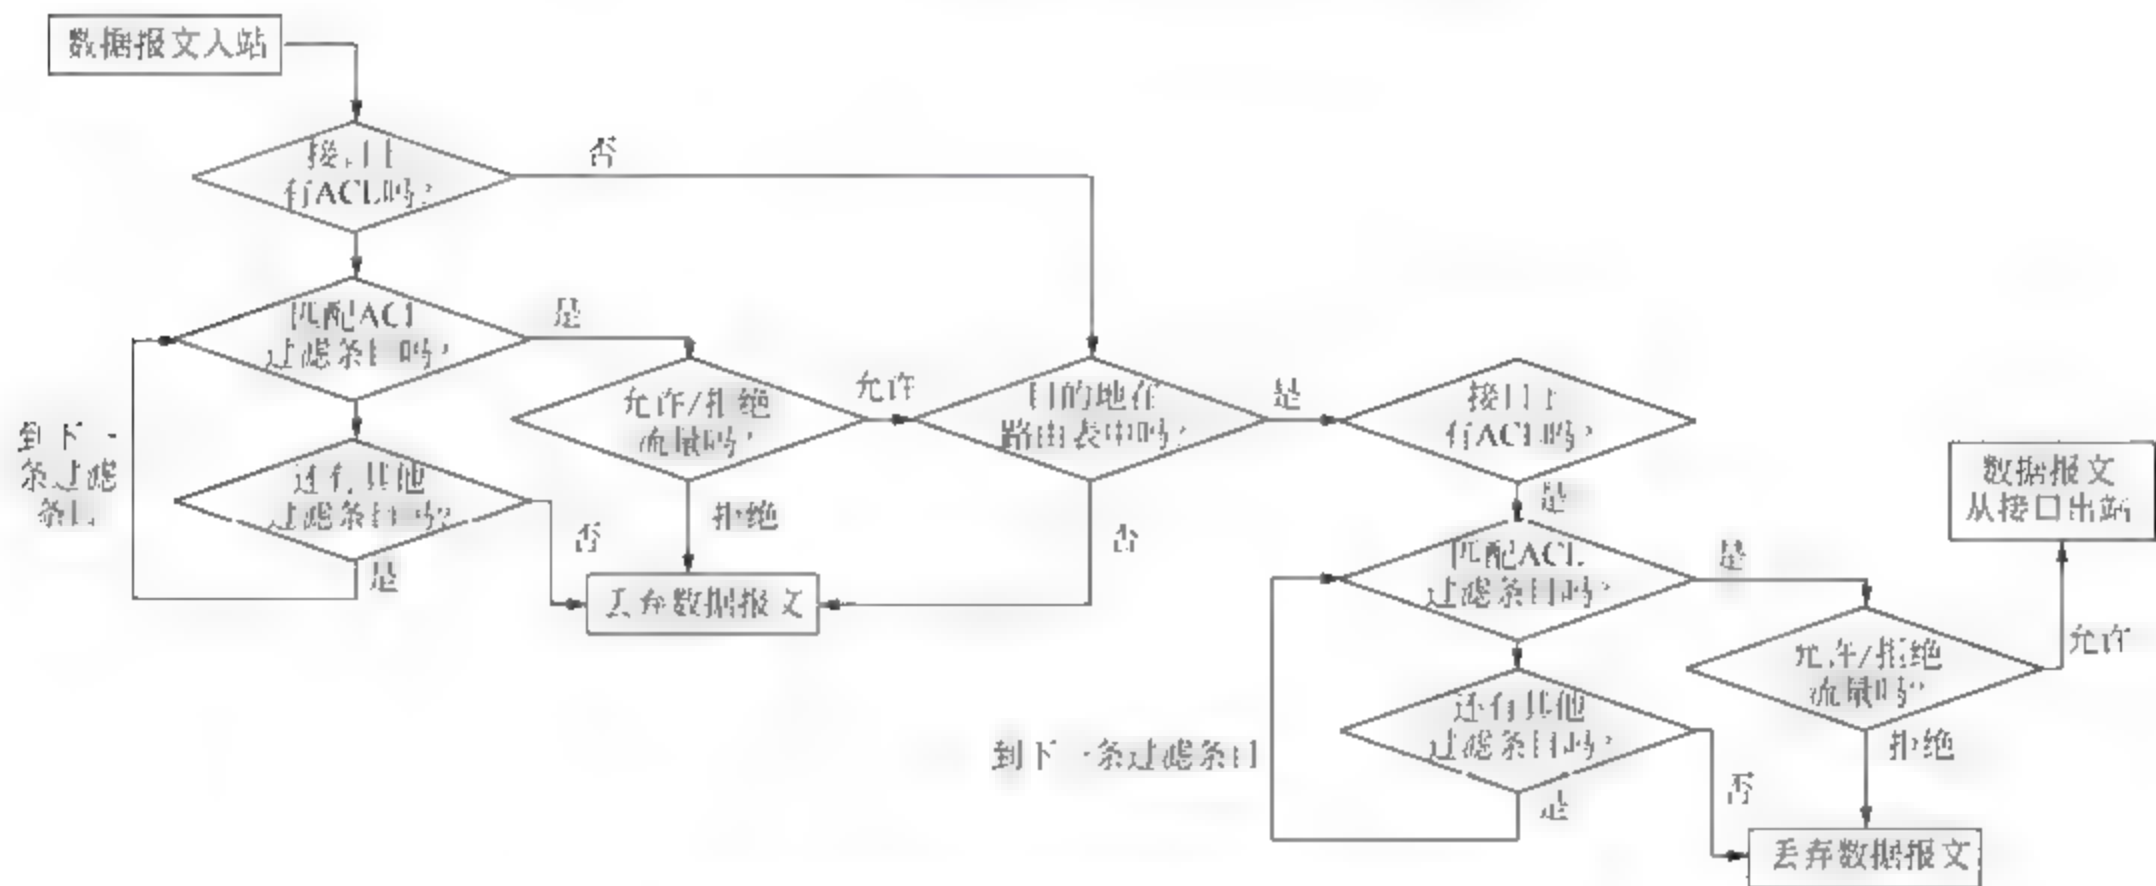 数据报文入站
接口上
有ACL吗?
否
匹配ACL
过滤条目吗?
是
到下一
条过滤
条目
还有其他
过滤条目吗?
是
否
允许/拒绝
流量吗?
允许
拒绝
丢弃数据报文
目的地在
路由表中吗?
是
否
接口上
有ACL吗?
是
匹配ACL
过滤条目吗?
是
到下一条过滤条目
还有其他
过滤条目吗?
是
否
允许/拒绝
流量吗?
允许
拒绝
数据报文
从接口出站
丢弃数据报文